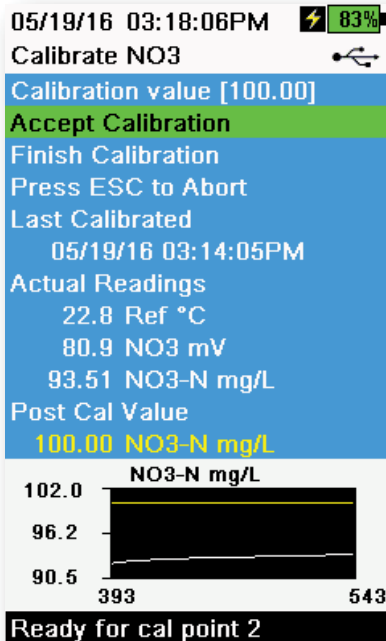 05/19/16 03:18:06PM 83%
Calibrate NO3
Calibration value [100.00]
Accept Calibration
Finish Calibration
Press ESC to Abort
Last Calibrated
05/19/16 03:14:05PM
Actual Readings
22.8 Ref °C
80.9 NO3 mV
93.51 NO3-N mg/L
Post Cal Value
100.00 NO3-N mg/L
NO3-N mg/L
102.0
96.2
90.5
393 543
Ready for cal point 2